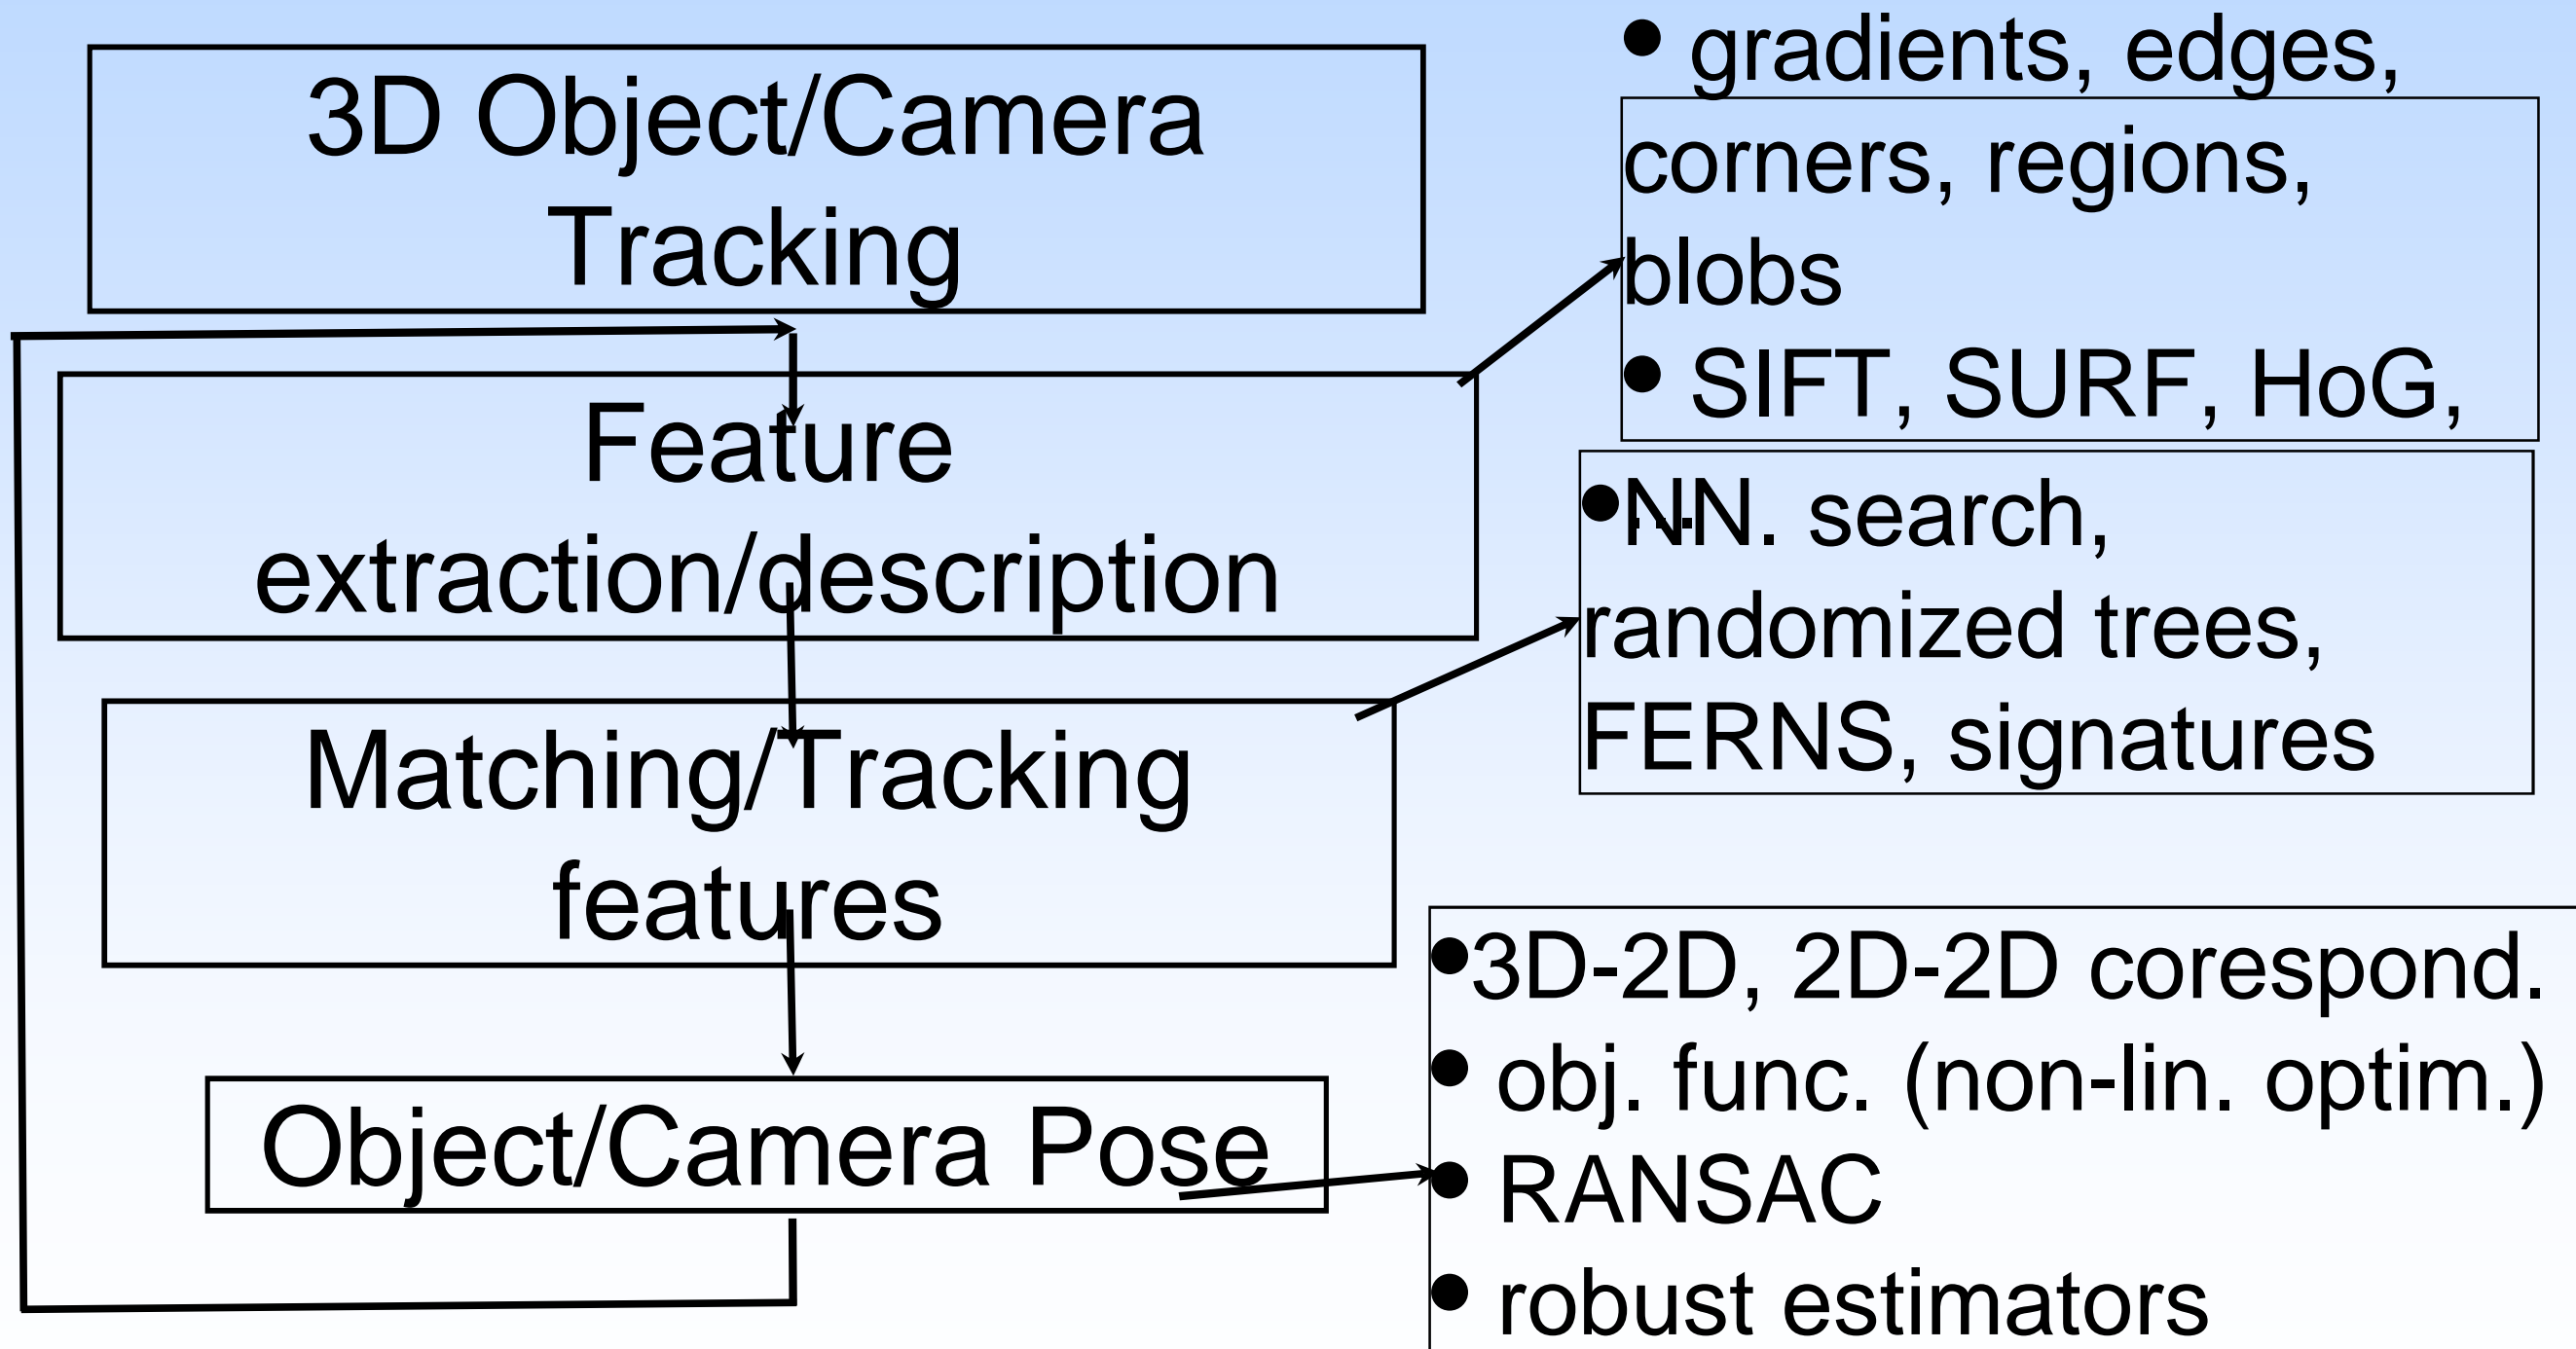 3D Object/Camera
Tracking
Feature
extraction/description
Matching/Tracking
features
Object/Camera Pose
• gradients, edges,
corners, regions,
blobs
• SIFT, SURF, HoG,
...
•NN. search,
randomized trees,
FERNS, signatures
•3D-2D, 2D-2D corespond.
• obj. func. (non-lin. optim.)
• RANSAC
• robust estimators